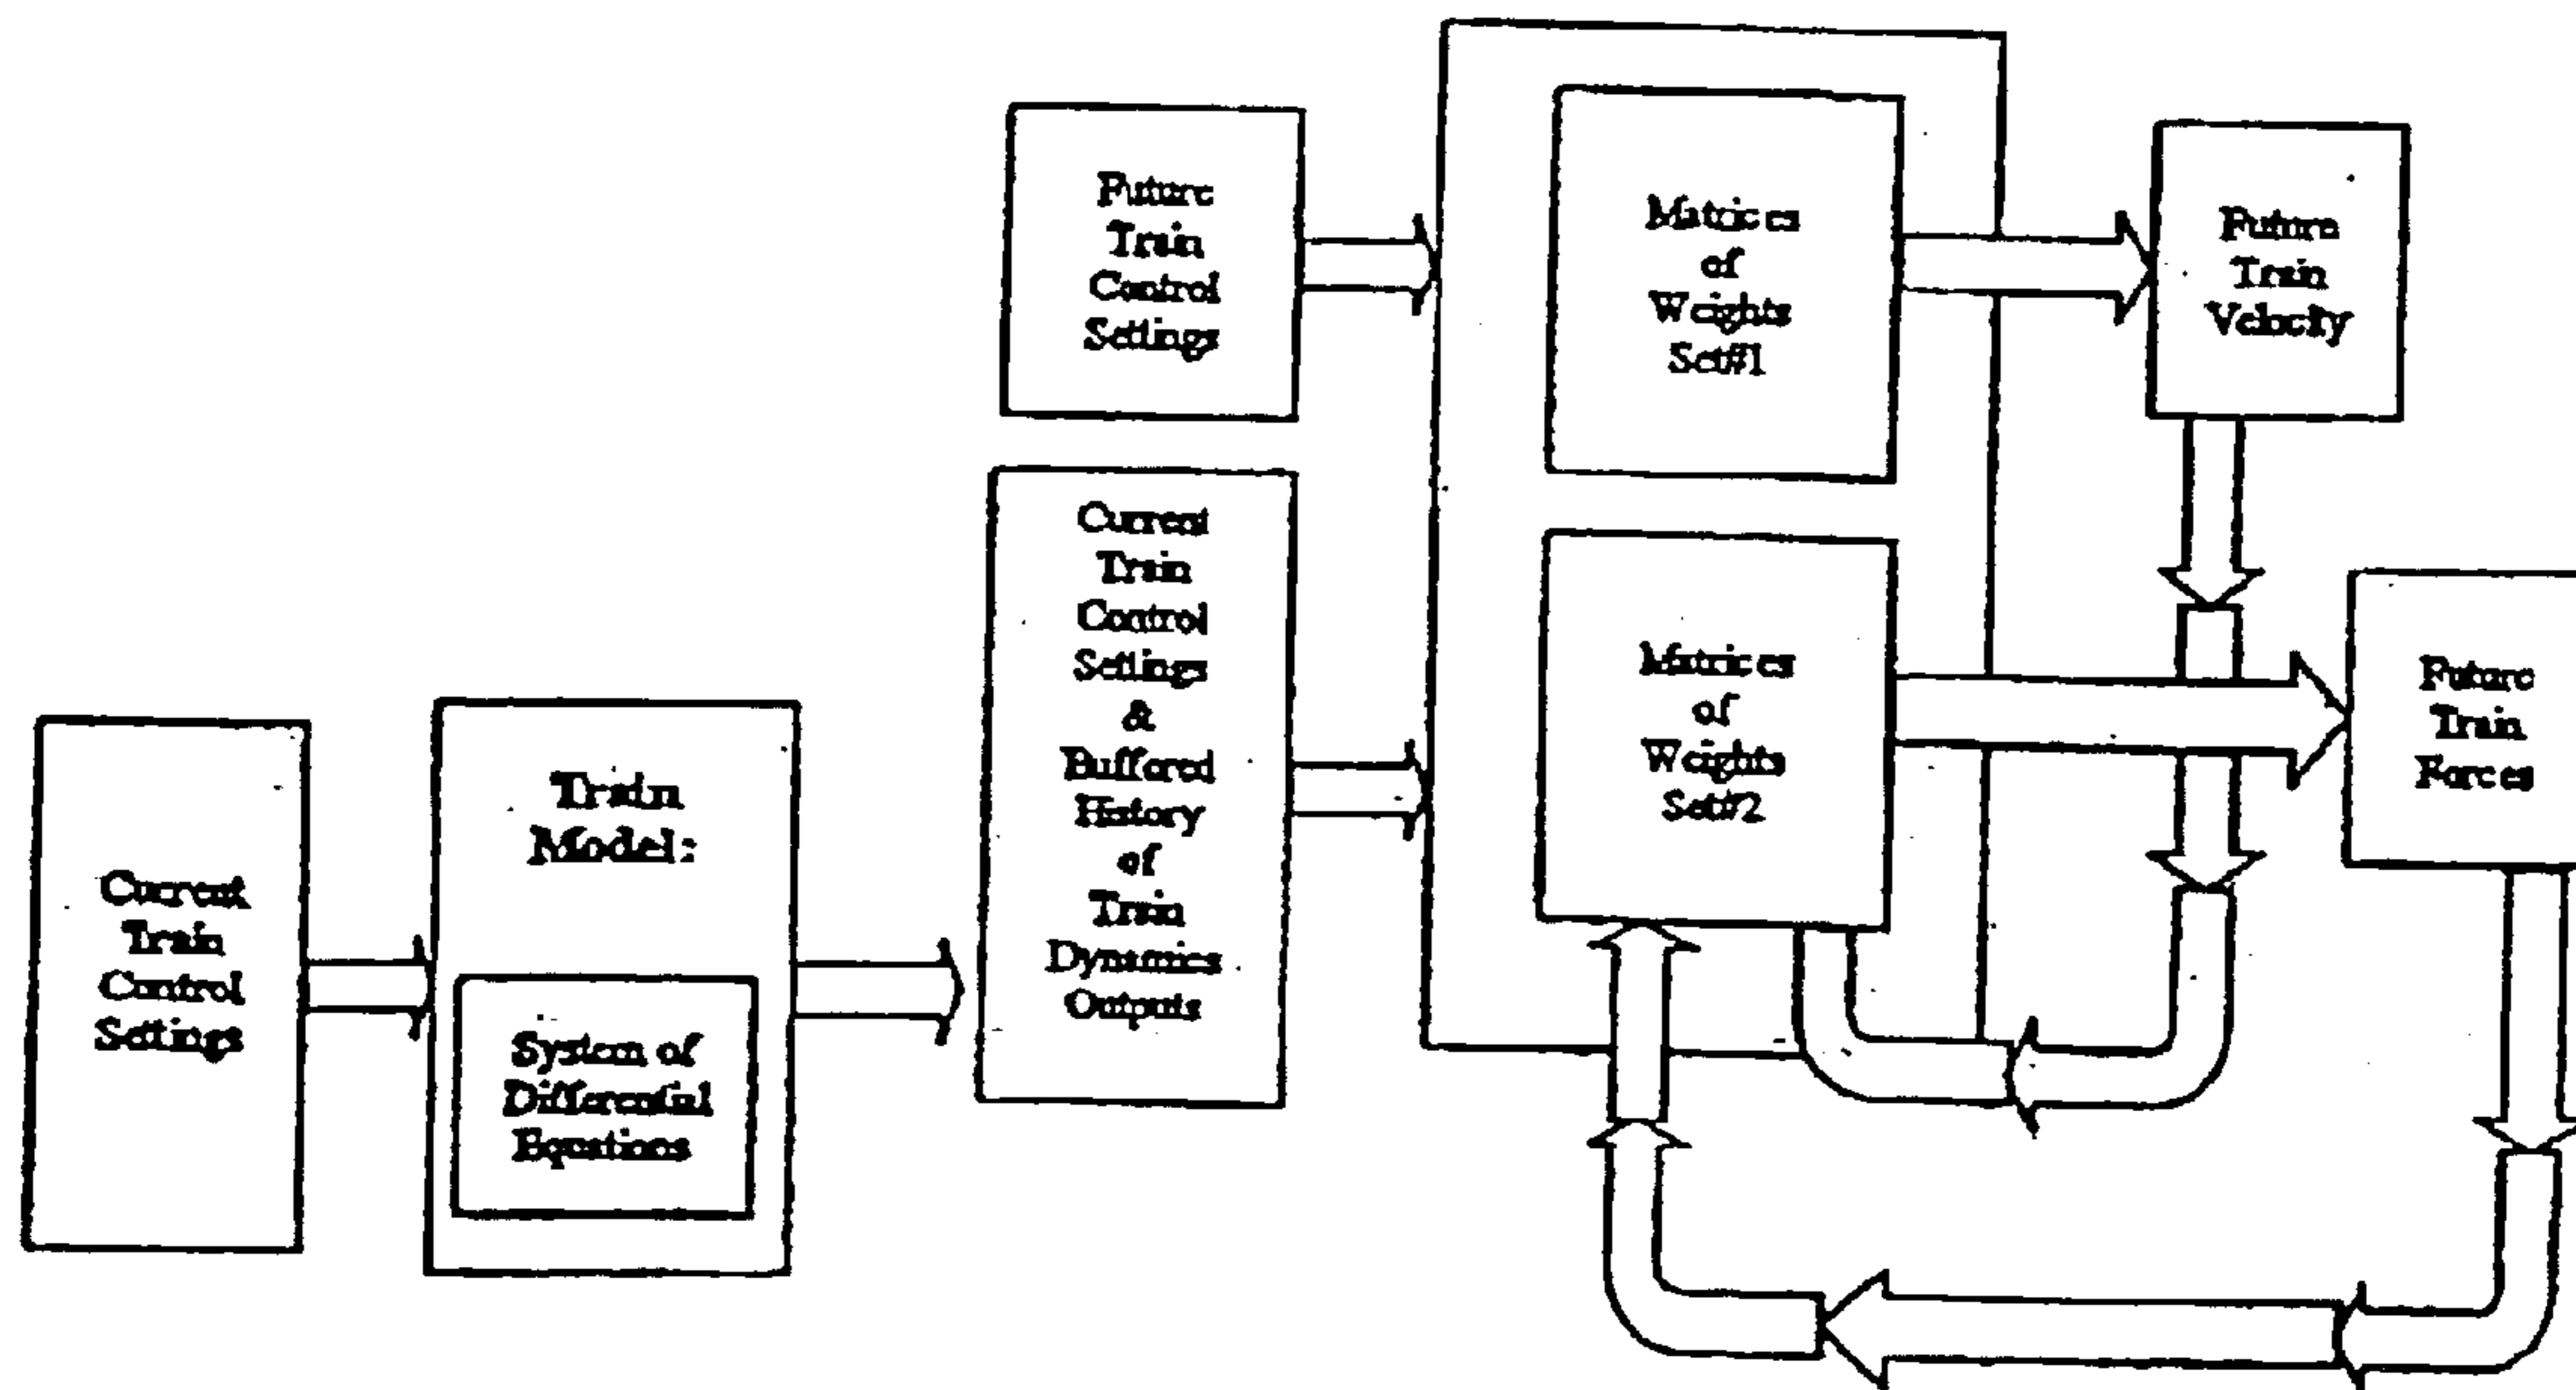 Current
Train
Control
Settings
Train
Model:
System of
Differential
Equations
Future
Train
Control
Settings
Current
Train
Control
Settings
&
Buffered
History
of
Train
Dynamics
Outputs
Matrices
of
Weights
Set#1
Matrices
of
Weights
Set#2
Future
Train
Velocity
Future
Train
Forces